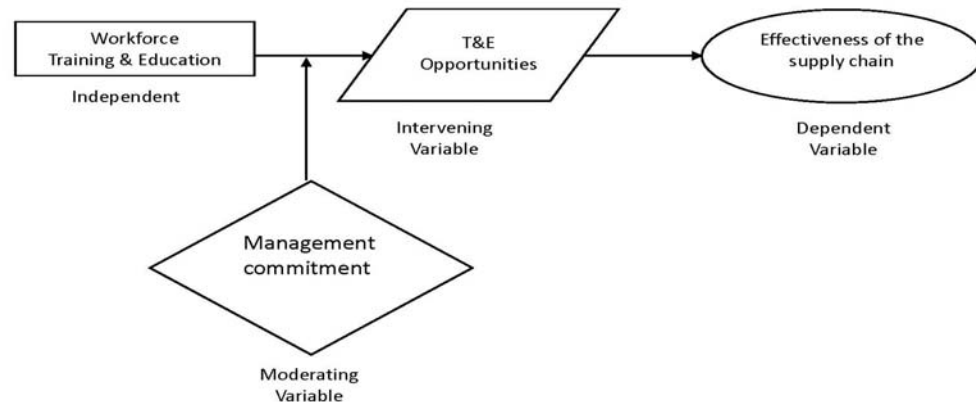 Workforce
Training & Education
Independent
T&E
Opportunities
Intervening
Variable
Effectiveness of the
supply chain
Dependent
Variable
Management
commitment
Moderating
Variable